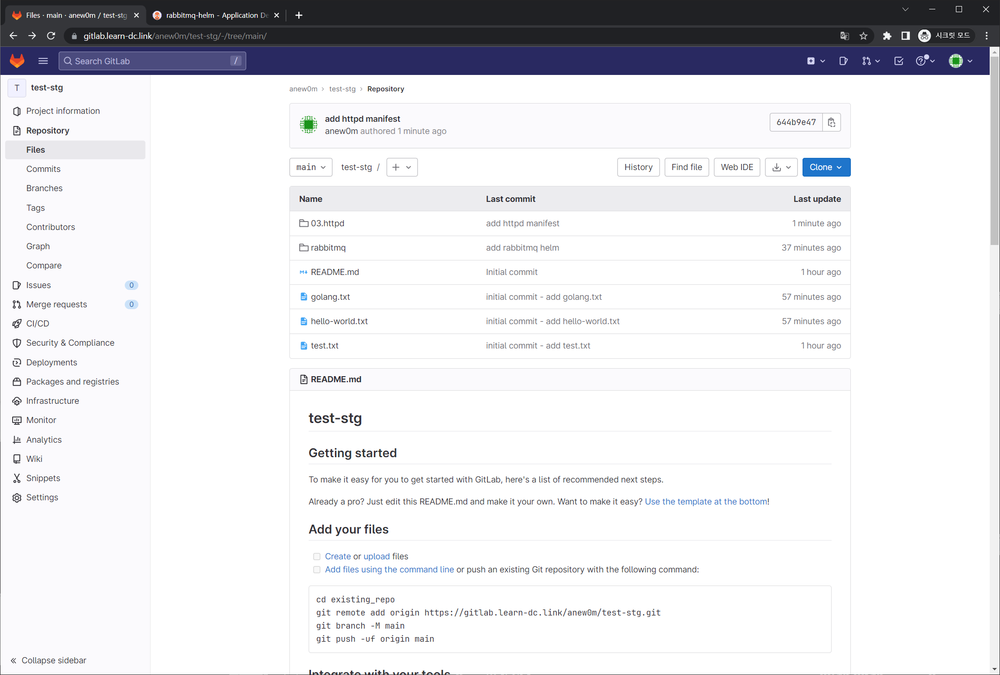 Files · main · anew0m / test-stg
rabbitmq-helm - Application De
gitlab.learn-dc.link/anew0m/test-stg/-/tree/main/
시크릿 모드
Search GitLab
/
T
test-stg
Project information
Repository
Files
Commits
Branches
Tags
Contributors
Graph
Compare
Issues 0
Merge requests 0
CI/CD
Security & Compliance
Deployments
Packages and registries
Infrastructure
Monitor
Analytics
Wiki
Snippets
Settings
Collapse sidebar
anew0m › test-stg › Repository
add httpd manifest
anew0m authored 1 minute ago
644b9e47
main
test-stg /
History
Find file
Web IDE
Clone
Name Last commit Last update
03.httpd add httpd manifest 1 minute ago
rabbitmq add rabbitmq helm 37 minutes ago
README.md Initial commit 1 hour ago
golang.txt initial commit - add golang.txt 57 minutes ago
hello-world.txt initial commit - add hello-world.txt 57 minutes ago
test.txt initial commit - add test.txt 1 hour ago
README.md
test-stg
Getting started
To make it easy for you to get started with GitLab, here's a list of recommended next steps.
Already a pro? Just edit this README.md and make it your own. Want to make it easy? Use the template at the bottom!
Add your files
Create or upload files
Add files using the command line or push an existing Git repository with the following command:
cd existing_repo
git remote add origin https://gitlab.learn-dc.link/anew0m/test-stg.git
git branch -M main
git push -uf origin main
Integrate with your tools